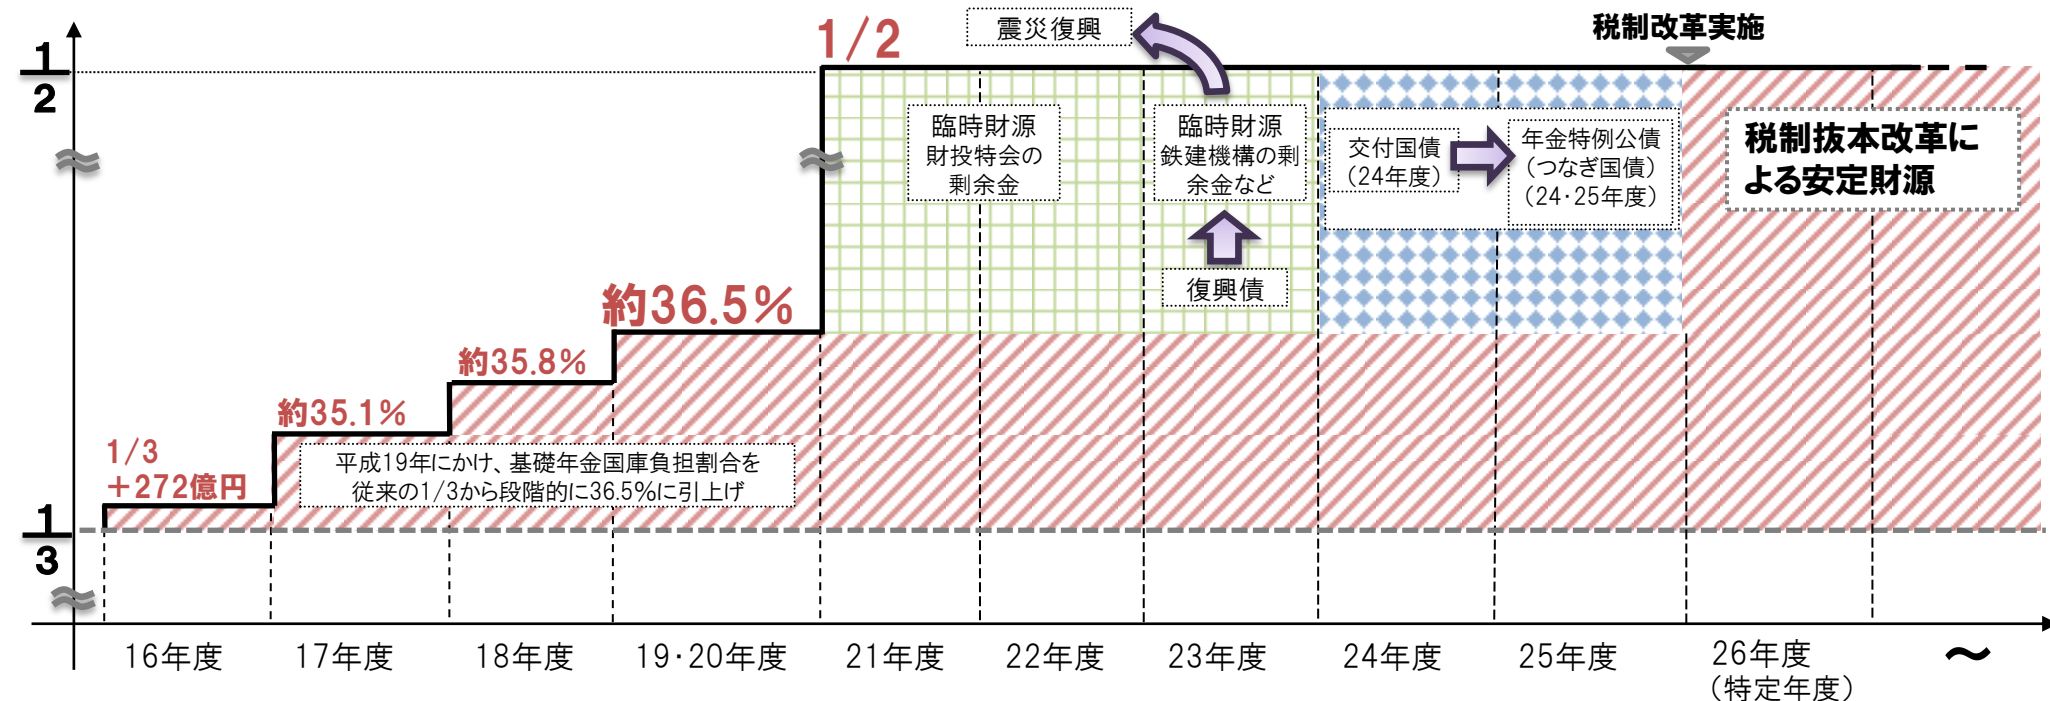 1/2
震災復興
税制改革実施
1
2
臨時財源
財投特会の
剰余金
臨時財源
鉄建機構の剰
余金など
交付国債
（24年度）
年金特例公債
（つなぎ国債）
（24･25年度）
税制抜本改革に
よる安定財源
復興債
約36.5％
約35.8％
約35.1％
1/3
＋272億円
平成19年にかけ、基礎年金国庫負担割合を
従来の1/3から段階的に36.5％に引上げ
1
3
16年度
17年度
18年度
19･20年度
21年度
22年度
23年度
24年度
25年度
26年度
（特定年度）
～